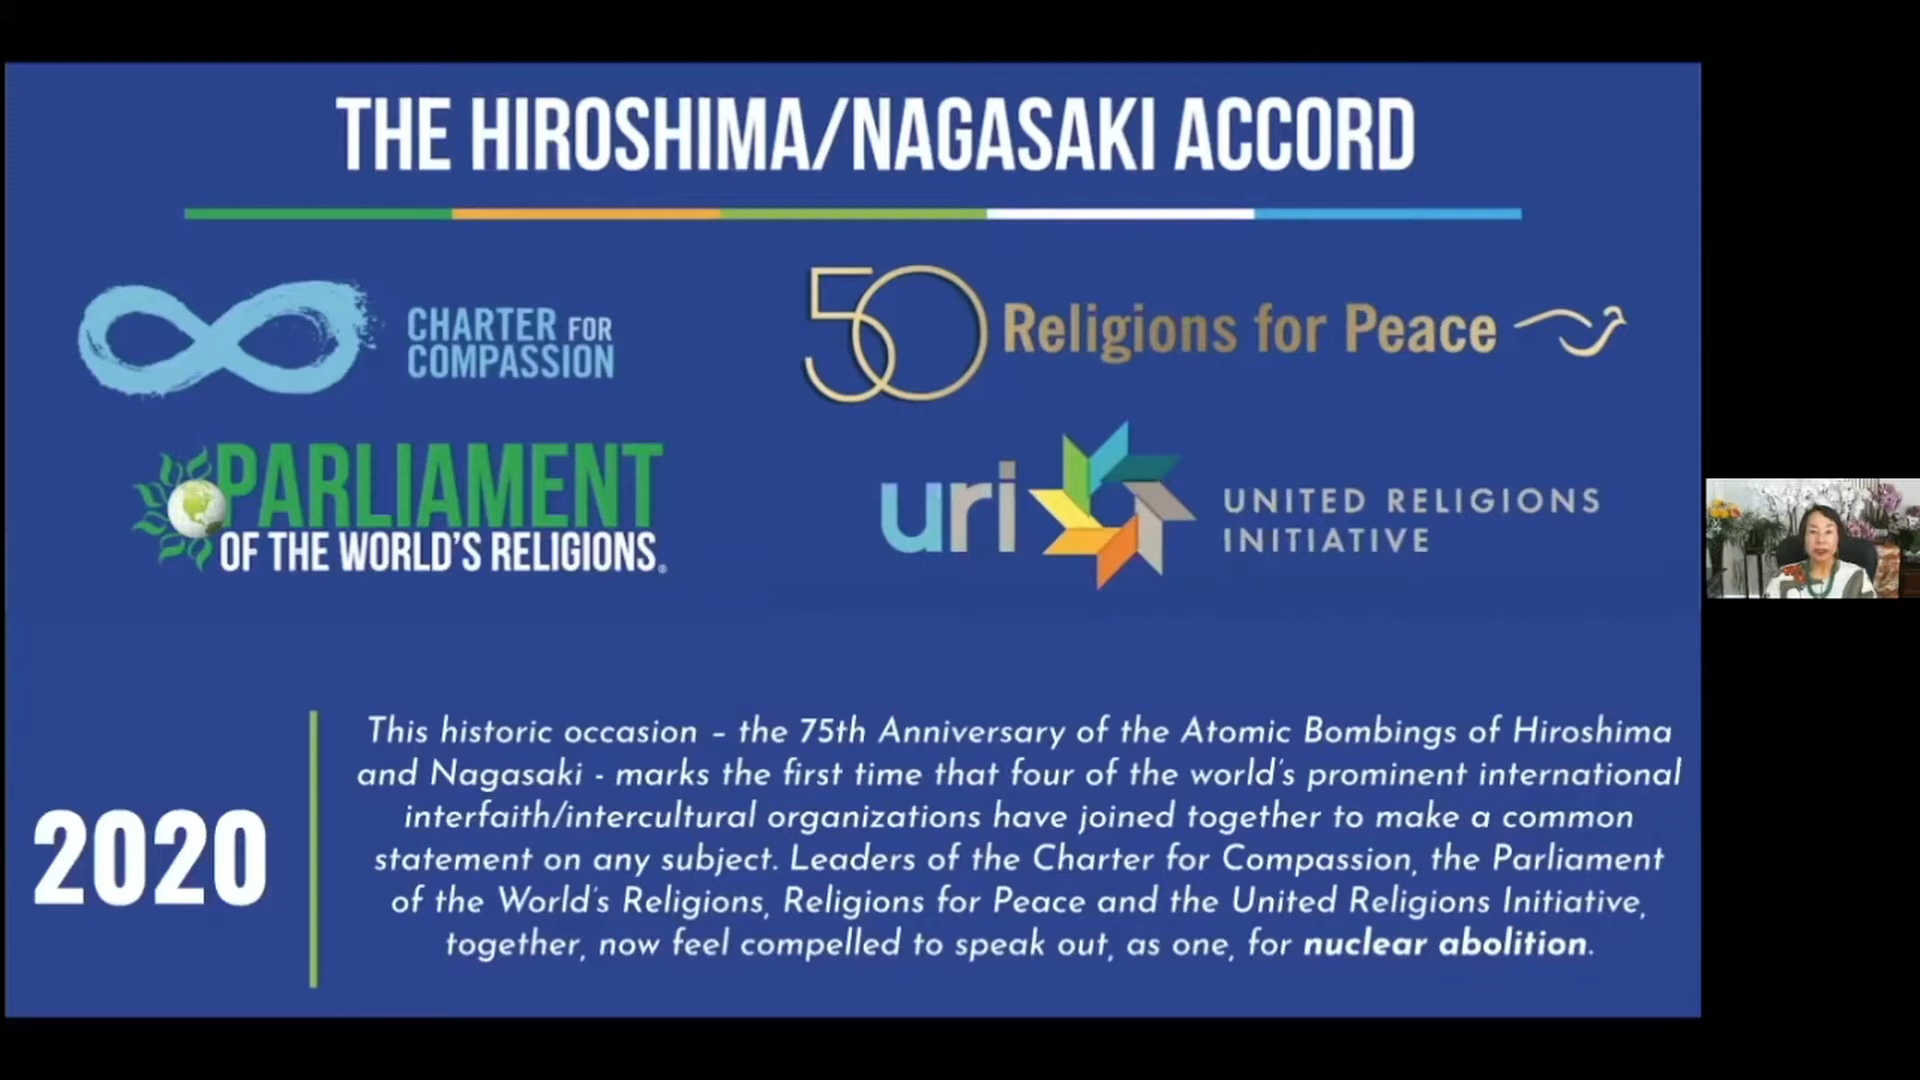 THE HIROSHIMA/NAGASAKI ACCORD
CHARTER FOR
COMPASSION
50 Religions for Peace
PARLIAMENT
OF THE WORLD'S RELIGIONS®
uri
UNITED RELIGIONS
INITIATIVE
2020
This historic occasion – the 75th Anniversary of the Atomic Bombings of Hiroshima
and Nagasaki - marks the first time that four of the world's prominent international
interfaith/intercultural organizations have joined together to make a common
statement on any subject. Leaders of the Charter for Compassion, the Parliament
of the World's Religions, Religions for Peace and the United Religions Initiative,
together, now feel compelled to speak out, as one, for nuclear abolition.